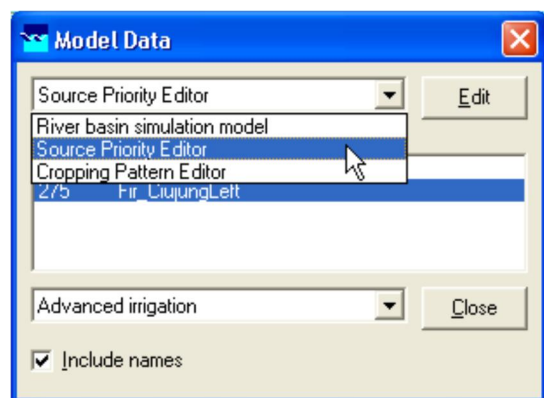 Model Data
Source Priority Editor
Edit
River basin simulation model
Source Priority Editor
Cropping Pattern Editor
275 Fir_CiujungLeft
Advanced irrigation
Close
Include names